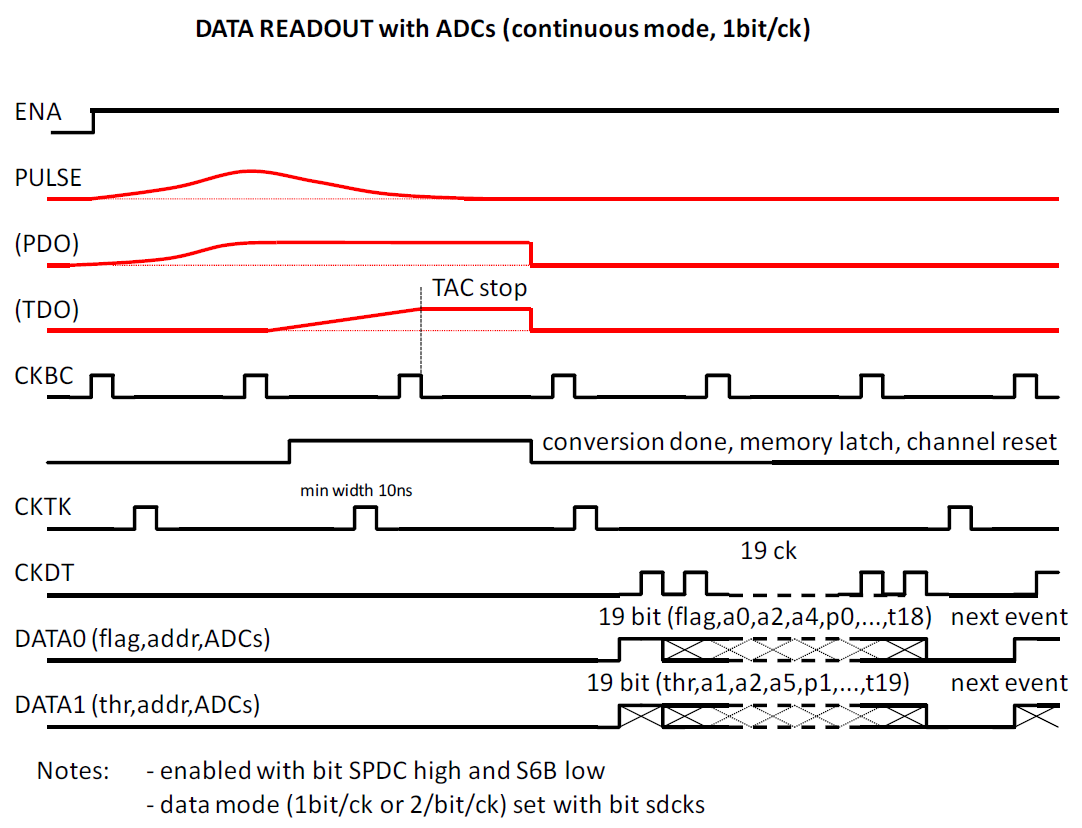 DATA READOUT with ADCs (continuous mode, 1bit/ck)
ENA
PULSE
(PDO)
TAC stop
(TDO)
CKBC
conversion done, memory latch, channel reset
min width 10ns
CKTK
19 ck
CKDT
19 bit (flag,a0,a2,a4,p0,...,t18) next event
DATA0 (flag,addr,ADCs)
19 bit (thr,a1,a2,a5,p1,...,t19) next event
DATA1 (thr,addr,ADCs)
Notes: - enabled with bit SPDC high and S6B low
- data mode (1bit/ck or 2/bit/ck) set with bit sdcks